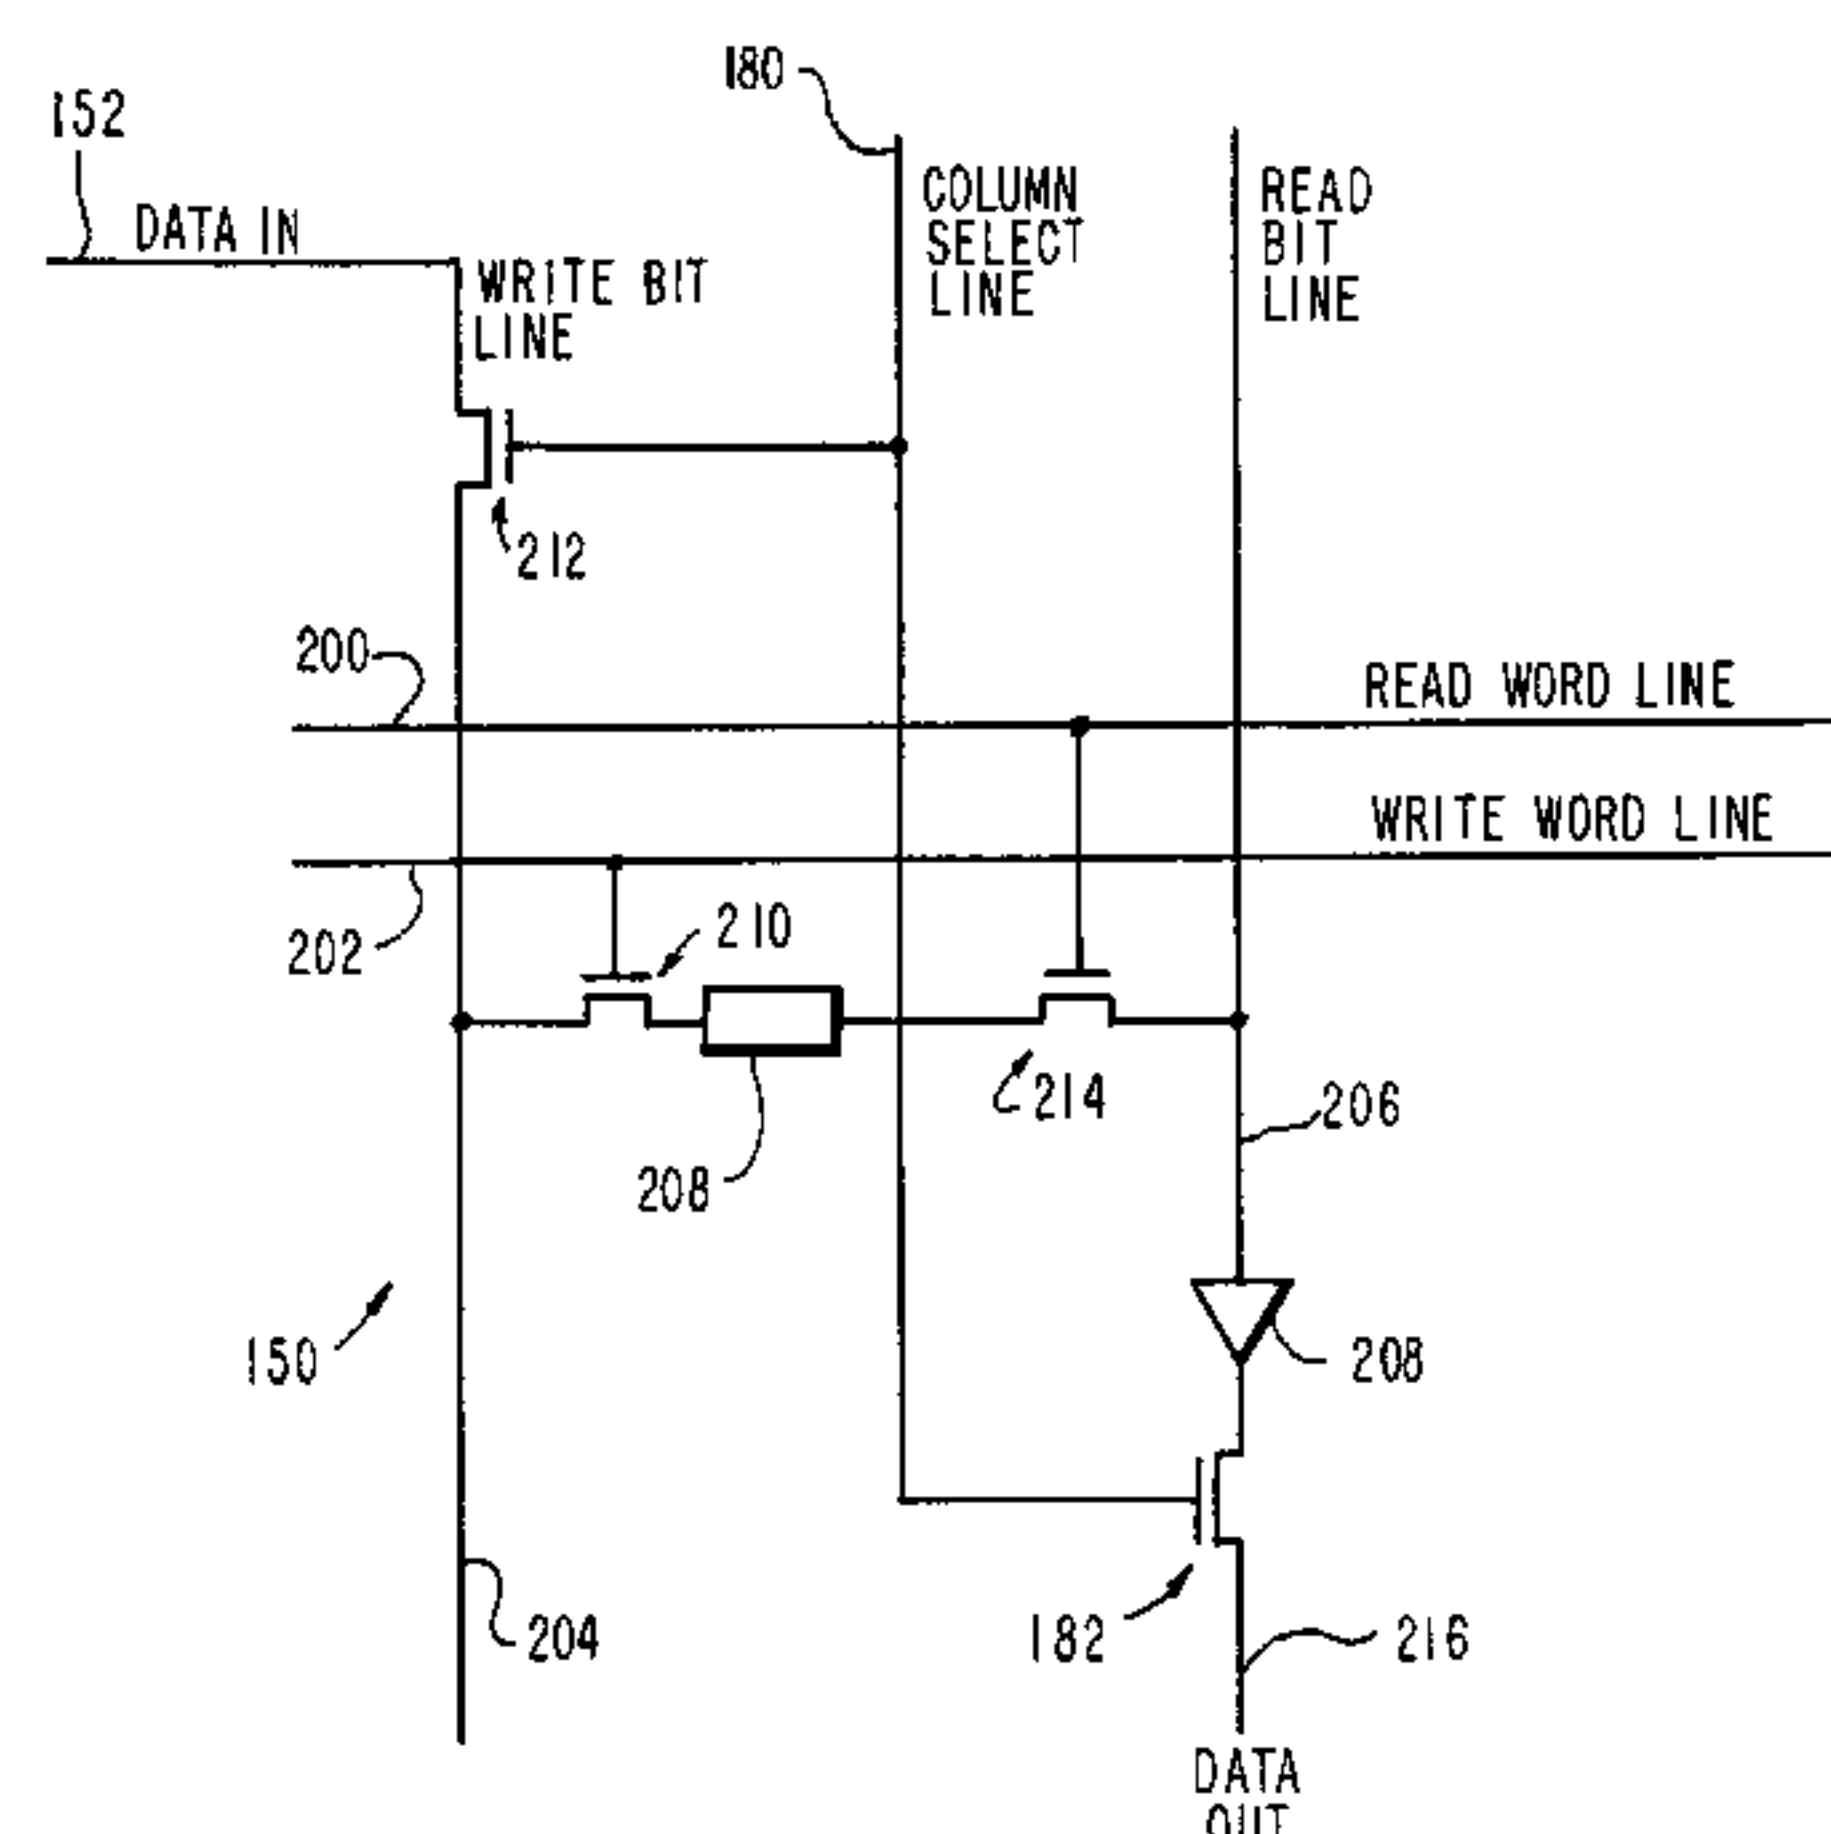 180
152
DATA IN
COLUMN
SELECT
LINE
READ
BIT
LINE
WRITE BIT
LINE
212
200
READ WORD LINE
WRITE WORD LINE
202
210
214
206
208
150
208
204
182
216
DATA
OUT